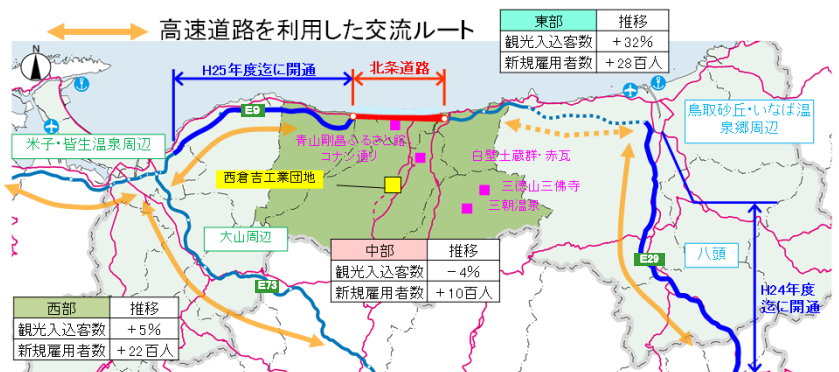 高速道路を利用した交流ルート
東部 推移
観光入込客数 +32%
新規雇用者数 +28百人
N
H25年度迄に開通
北条道路
E9
鳥取砂丘・いなば温
泉郷周辺
米子・皆生温泉周辺
青山剛昌ふるさと館
コナン通り
白壁土蔵群・赤瓦
西倉吉工業団地
三徳山三佛寺
三朝温泉
大山周辺
中部 推移
観光入込客数 -4%
新規雇用者数 +10百人
八頭
E29
H24年度
迄に開通
E73
西部 推移
観光入込客数 +5%
新規雇用者数 +22百人